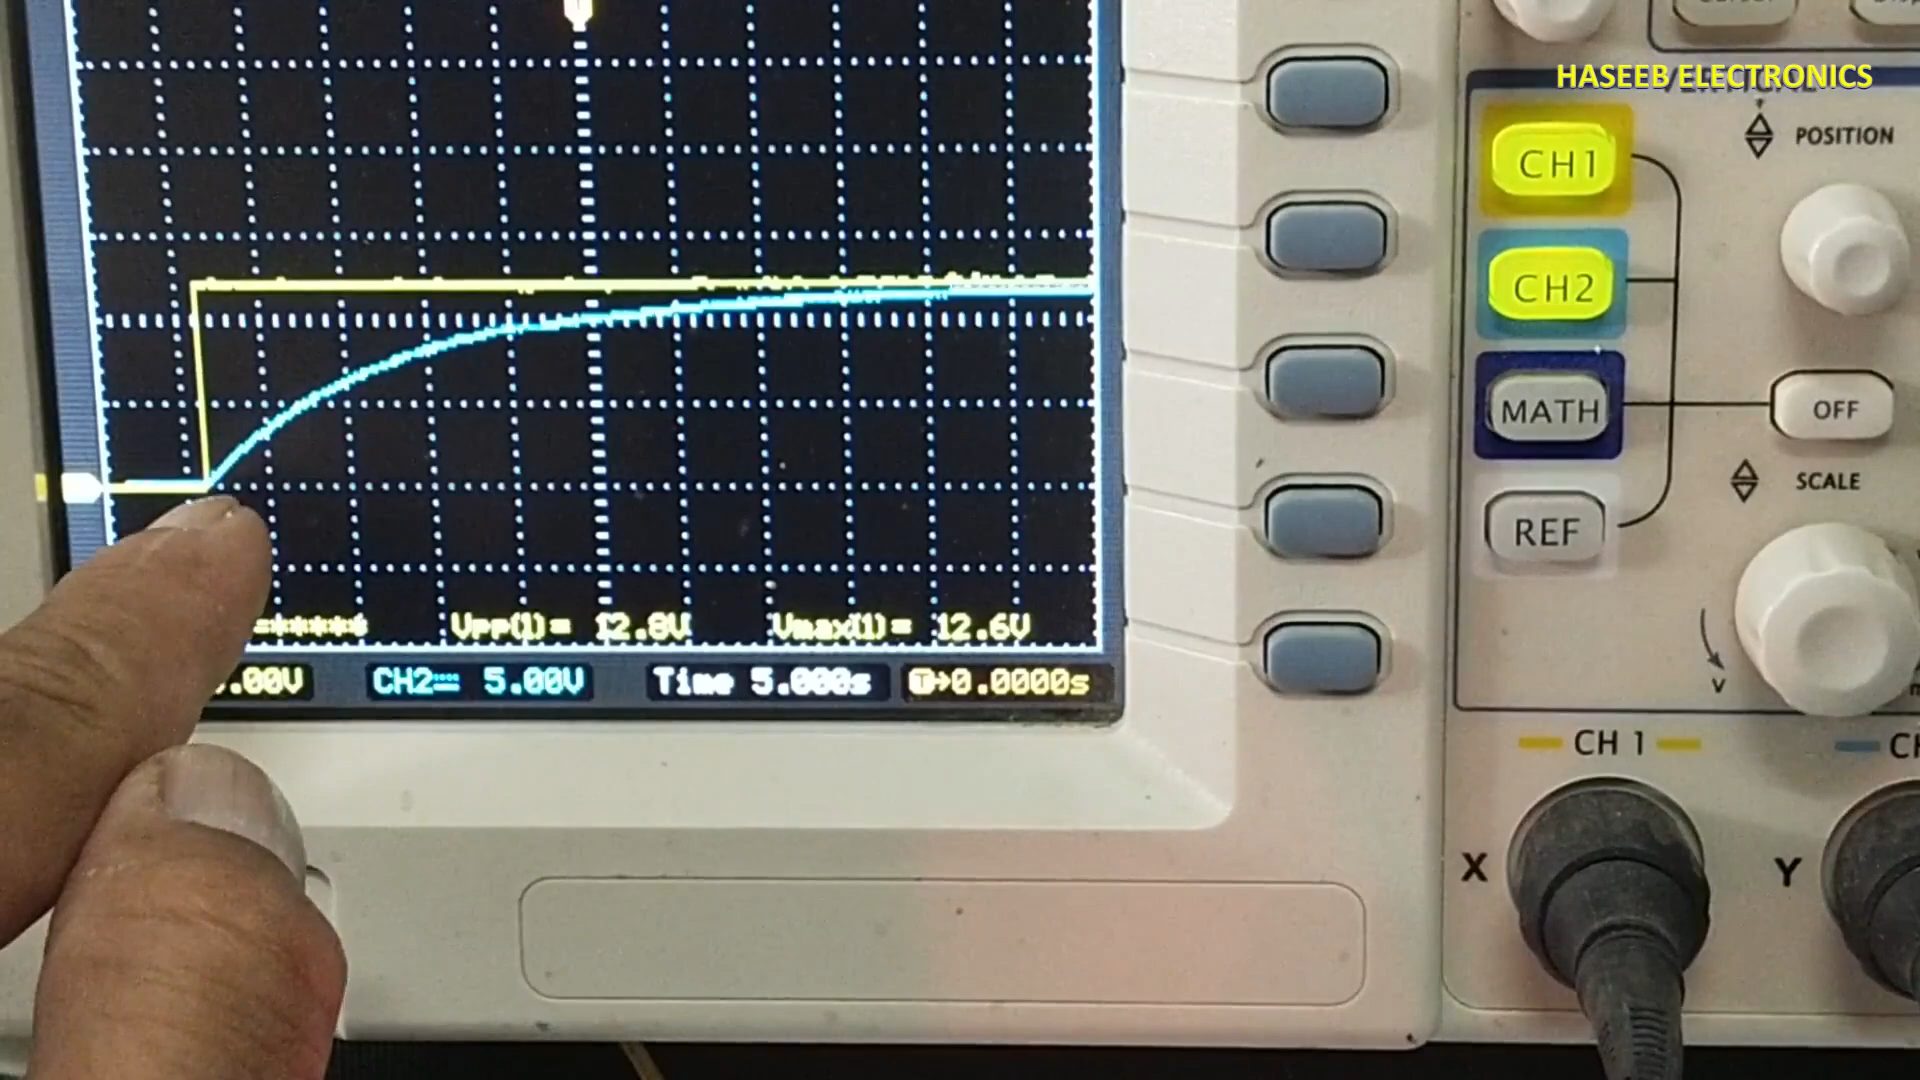 HASEEB ELECTRONICS
POSITION
CH1
CH2
MATH
OFF
SCALE
REF
=***** Vpp(1)= 12.8V Vmax(1)= 12.6V
.00V CH2 5.00V Time 5.000s T→0.0000s
V
CH 1
X
Y